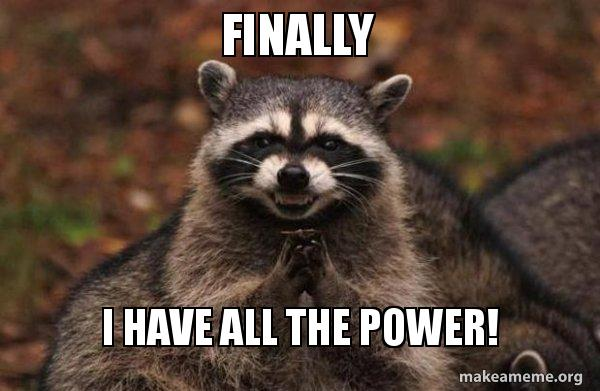 FINALLY
I HAVE ALL THE POWER!
makeameme.org